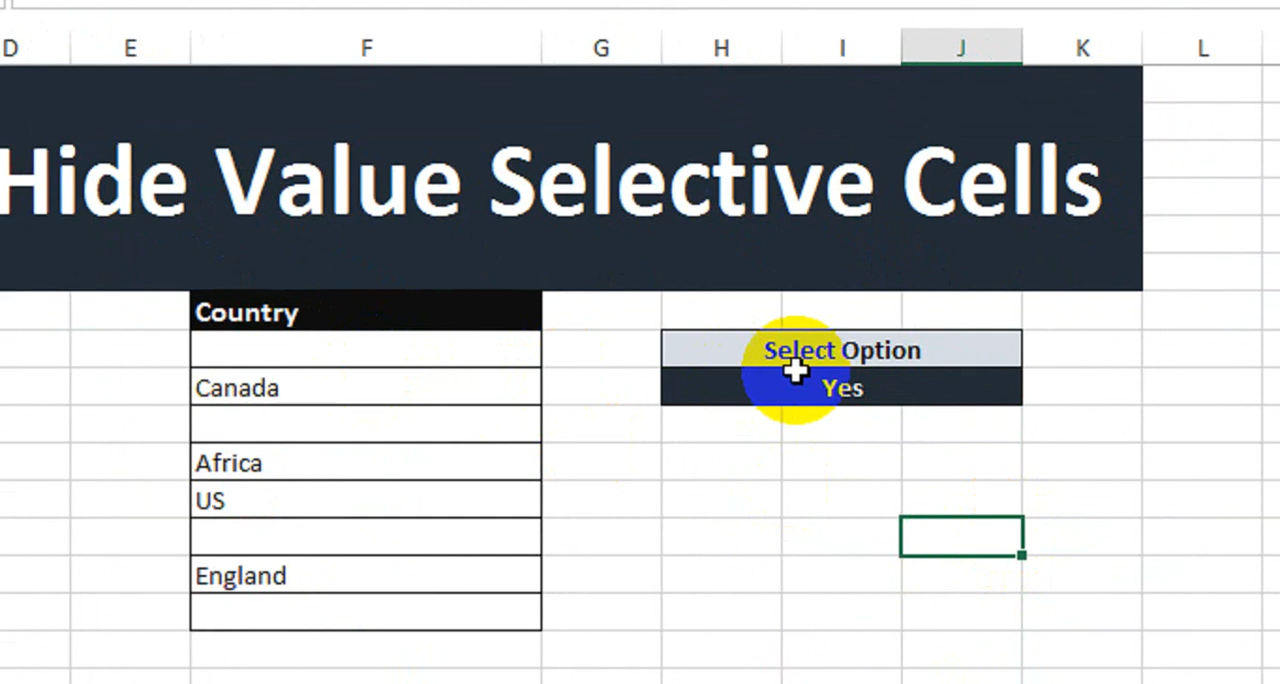 D E F G H I J K L
Hide Value Selective Cells
Country
Select Option
Canada
Yes
Africa
US
England